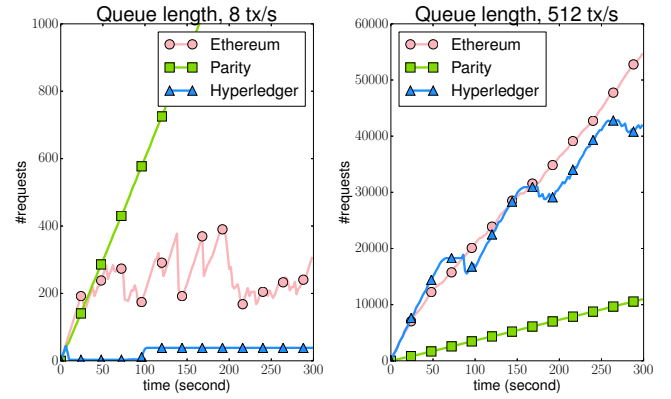 Queue length, 8 tx/s
1000
800
600
400
200
0
#requests
0 50 100 150 200 250 300
time (second)
Ethereum
Parity
Hyperledger
Queue length, 512 tx/s
60000
50000
40000
30000
20000
10000
0
#requests
0 50 100 150 200 250 300
time (second)
Ethereum
Parity
Hyperledger